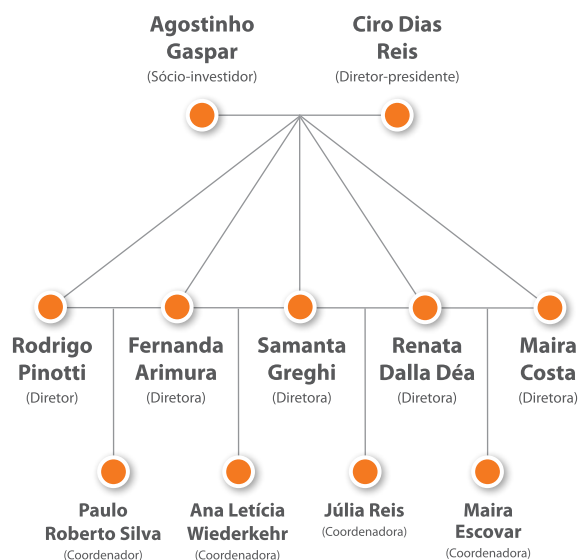 Agostinho
Gaspar
(Sócio-investidor)
Ciro Dias
Reis
(Diretor-presidente)
Rodrigo
Pinotti
(Diretor)
Fernanda
Arimura
(Diretora)
Samanta
Greghi
(Diretora)
Renata
Dalla Déa
(Diretora)
Maira
Costa
(Diretora)
Paulo
Roberto Silva
(Coordenador)
Ana Letícia
Wiederkehr
(Coordenadora)
Júlia Reis
(Coordenadora)
Maira
Escovar
(Coordenadora)